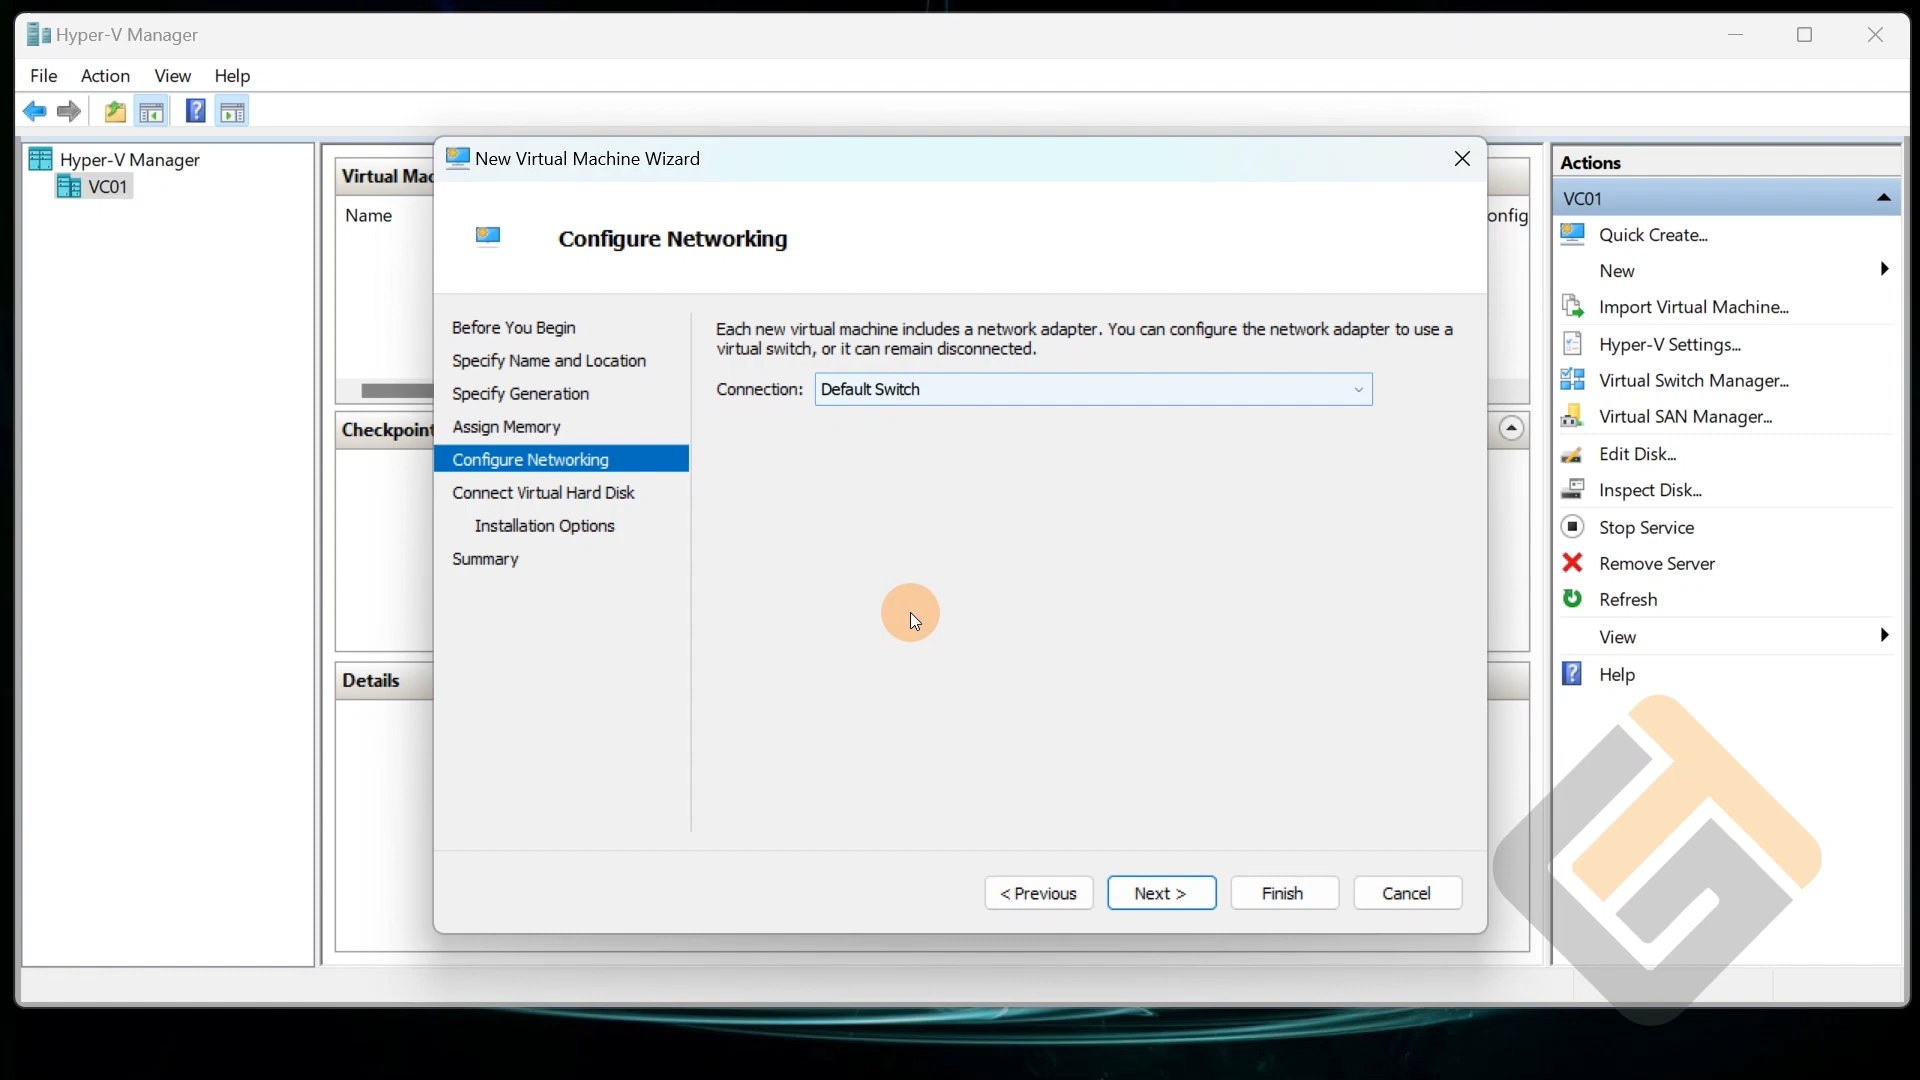 Hyper-V Manager
File Action View Help
Hyper-V Manager
VC01
Virtual Mac
Name
onfig
Checkpoint
Details
New Virtual Machine Wizard
Configure Networking
Before You Begin
Specify Name and Location
Specify Generation
Assign Memory
Configure Networking
Connect Virtual Hard Disk
Installation Options
Summary
Each new virtual machine includes a network adapter. You can configure the network adapter to use a
virtual switch, or it can remain disconnected.
Connection: Default Switch
< Previous Next > Finish Cancel
Actions
VC01
Quick Create...
New
Import Virtual Machine...
Hyper-V Settings...
Virtual Switch Manager...
Virtual SAN Manager...
Edit Disk...
Inspect Disk...
Stop Service
Remove Server
Refresh
View
Help